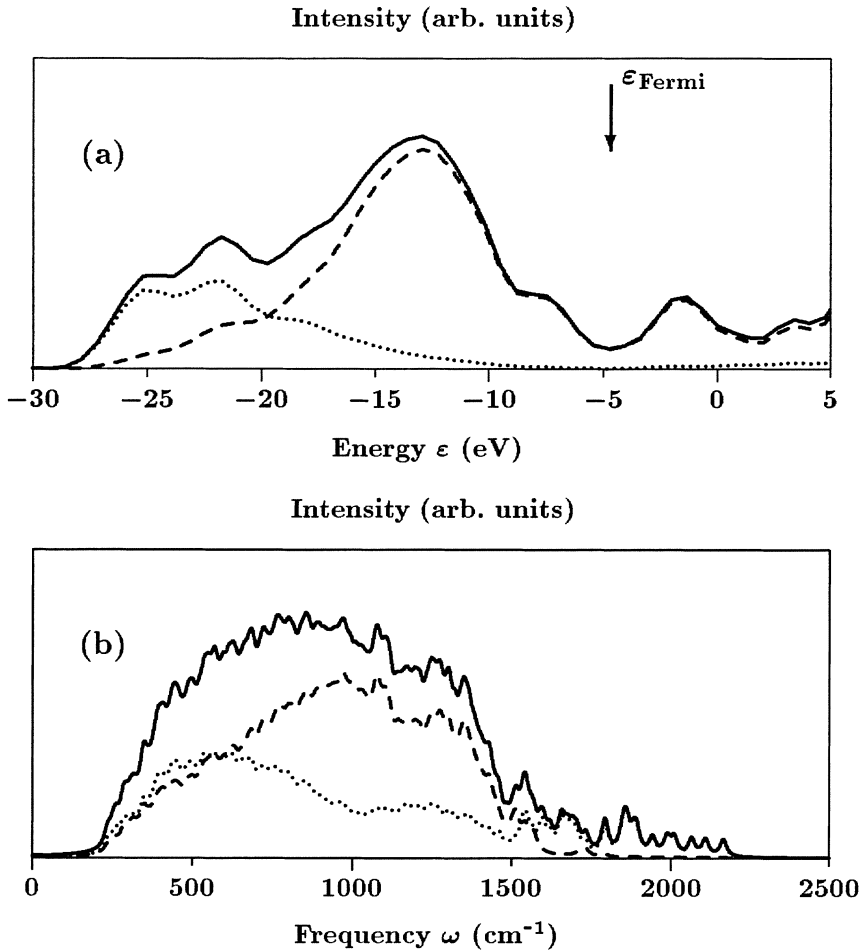 Intensity (arb. units)
ε_Fermi
(a)
−30 −25 −20 −15 −10 −5 0 5
Energy ε (eV)
Intensity (arb. units)
(b)
0 500 1000 1500 2000 2500
Frequency ω (cm⁻¹)